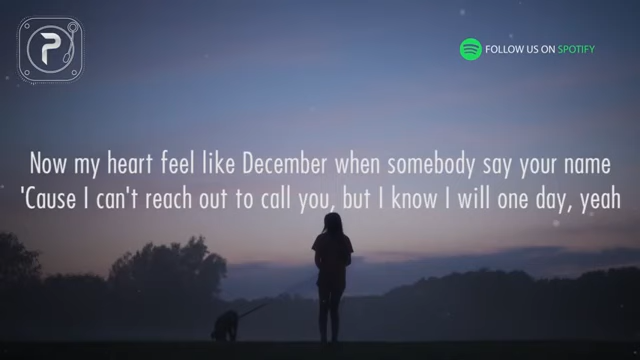 P
FOLLOW US ON SPOTIFY
Now my heart feel like December when somebody say your name
'Cause I can't reach out to call you, but I know I will one day, yeah